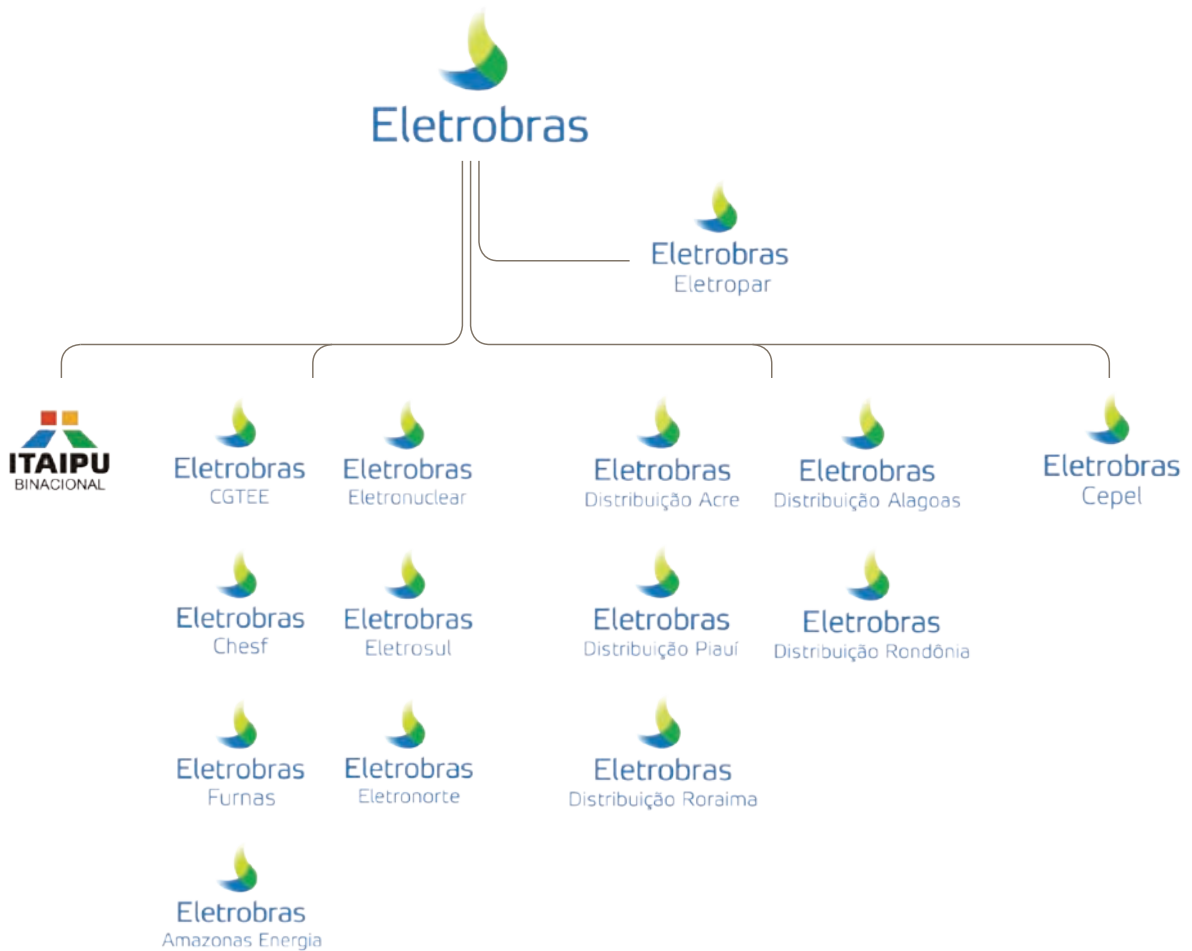 Eletrobras
Eletrobras
Eletropar
ITAIPU
BINACIONAL
Eletrobras
CGTEE
Eletrobras
Eletronuclear
Eletrobras
Distribuição Acre
Eletrobras
Distribuição Alagoas
Eletrobras
Cepel
Eletrobras
Chesf
Eletrobras
Eletrosul
Eletrobras
Distribuição Piauí
Eletrobras
Distribuição Rondônia
Eletrobras
Furnas
Eletrobras
Eletronorte
Eletrobras
Distribuição Roraima
Eletrobras
Amazonas Energia